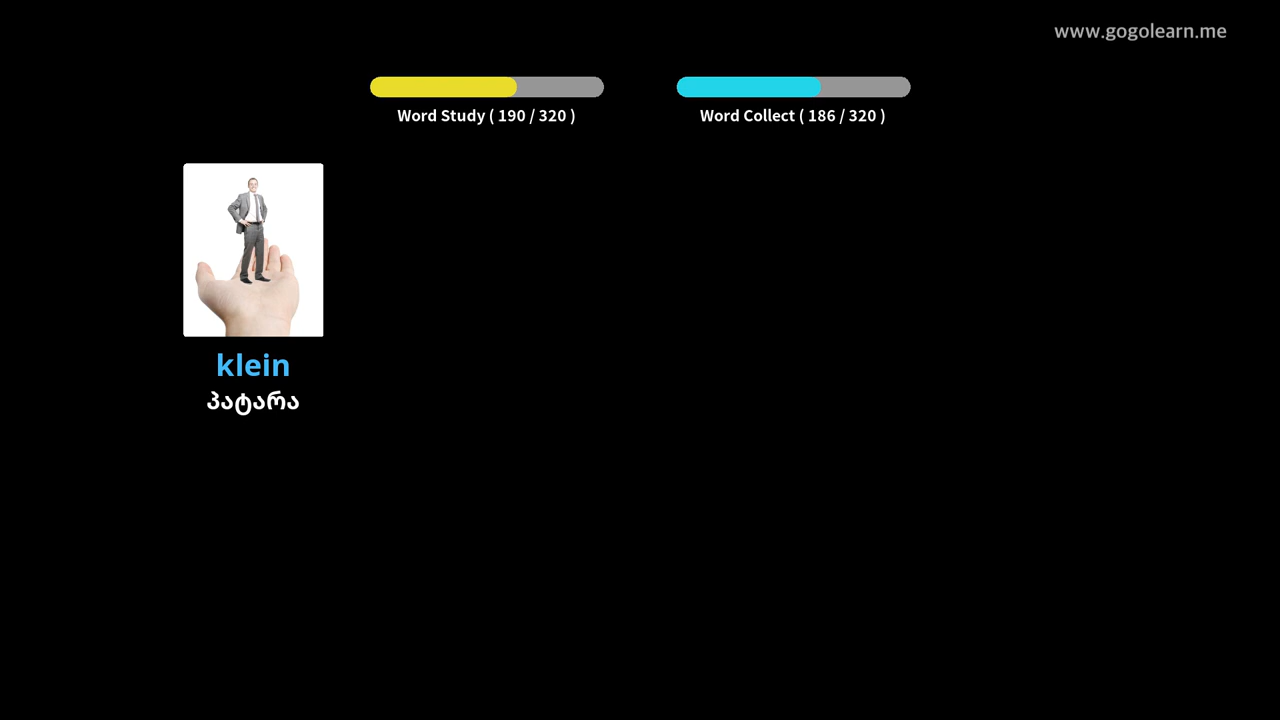 www.gogolearn.me
Word Study ( 190 / 320 )
Word Collect ( 186 / 320 )
klein
პატარა